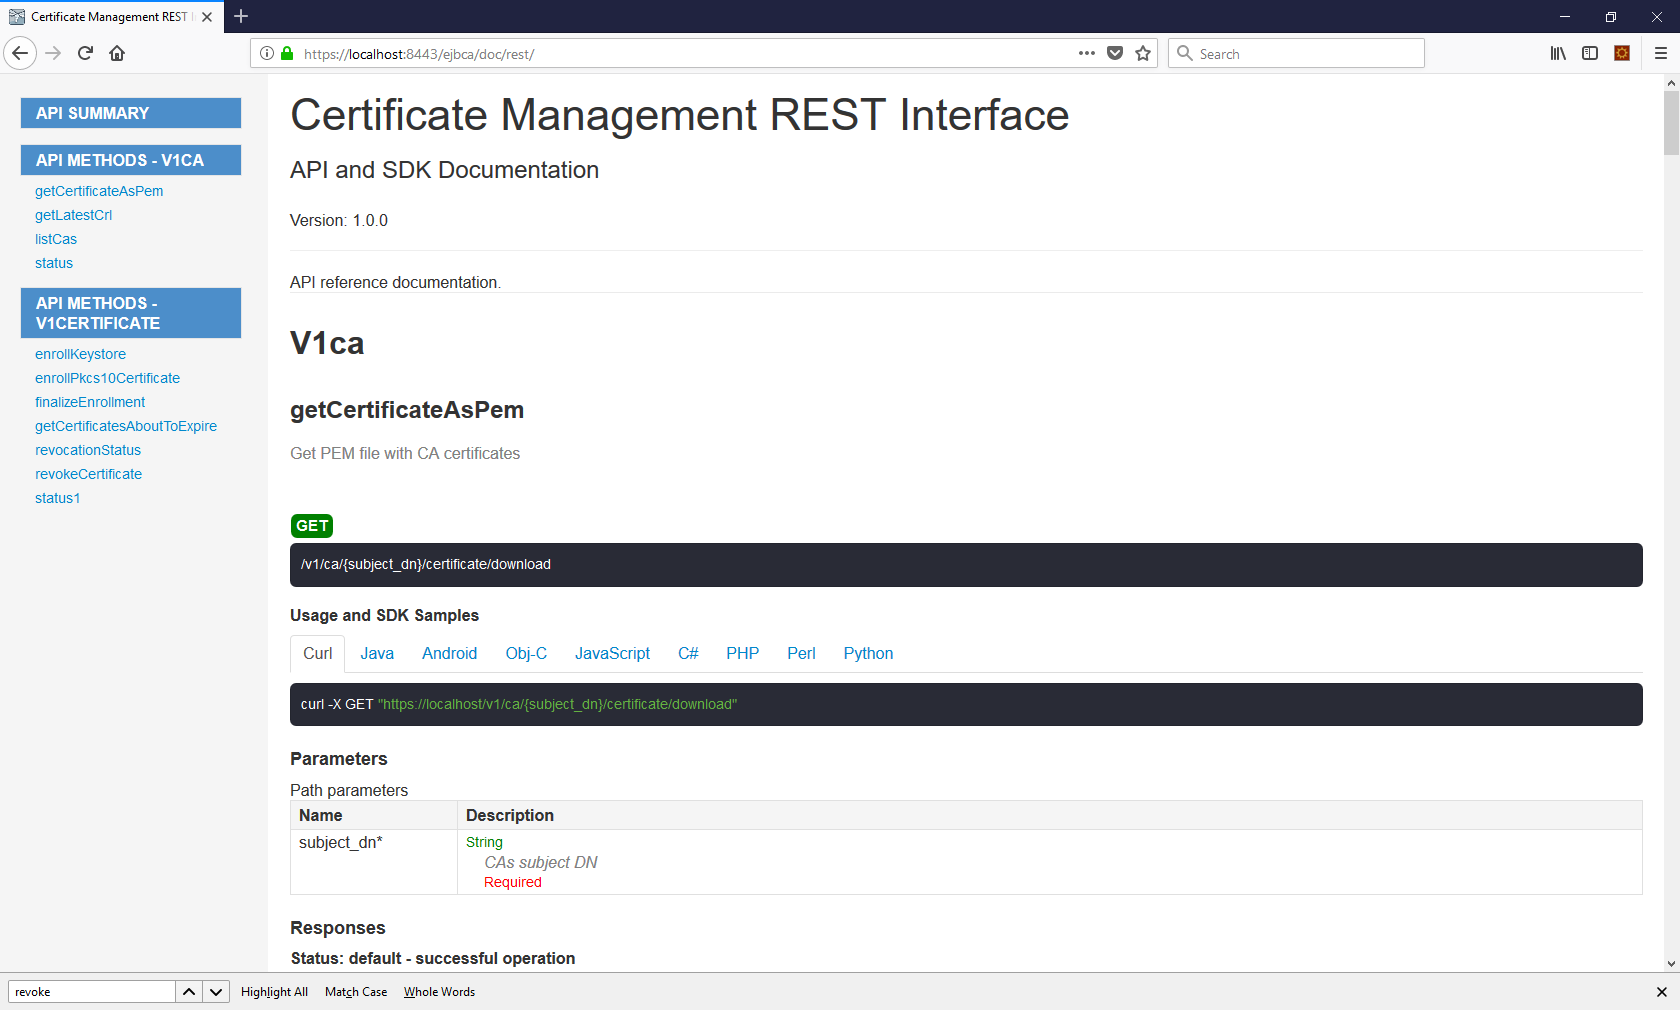 Certificate Management REST I
https://localhost:8443/ejbca/doc/rest/
Search
API SUMMARY
API METHODS - V1CA
getCertificateAsPem
getLatestCrl
listCas
status
API METHODS -
V1CERTIFICATE
enrollKeystore
enrollPkcs10Certificate
finalizeEnrollment
getCertificatesAboutToExpire
revocationStatus
revokeCertificate
status1
Certificate Management REST Interface
API and SDK Documentation
Version: 1.0.0
API reference documentation.
V1ca
getCertificateAsPem
Get PEM file with CA certificates
GET
/v1/ca/{subject_dn}/certificate/download
Usage and SDK Samples
Curl Java Android Obj-C JavaScript C# PHP Perl Python
curl -X GET "https://localhost/v1/ca/{subject_dn}/certificate/download"
Parameters
Path parameters
Name Description
subject_dn* String
CAs subject DN
Required
Responses
Status: default - successful operation
revoke Highlight All Match Case Whole Words